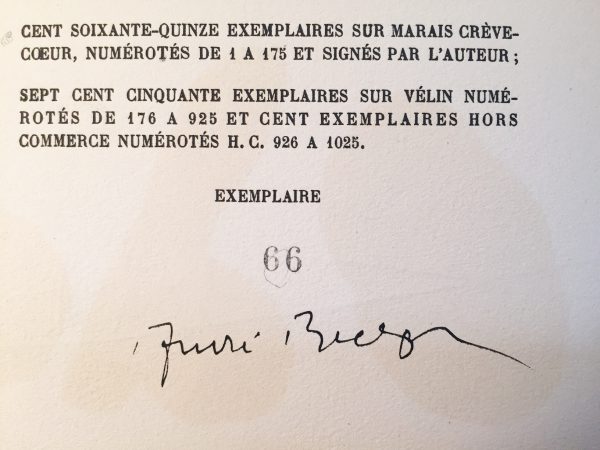 CENT SOIXANTE-QUINZE EXEMPLAIRES SUR MARAIS CRÈVE-
CŒUR, NUMÉROTÉS DE 1 A 175 ET SIGNÉS PAR L'AUTEUR ;
SEPT CENT CINQUANTE EXEMPLAIRES SUR VÉLIN NUMÉ-
ROTÉS DE 176 A 925 ET CENT EXEMPLAIRES HORS
COMMERCE NUMÉROTÉS H. C. 926 A 1025.
EXEMPLAIRE
66